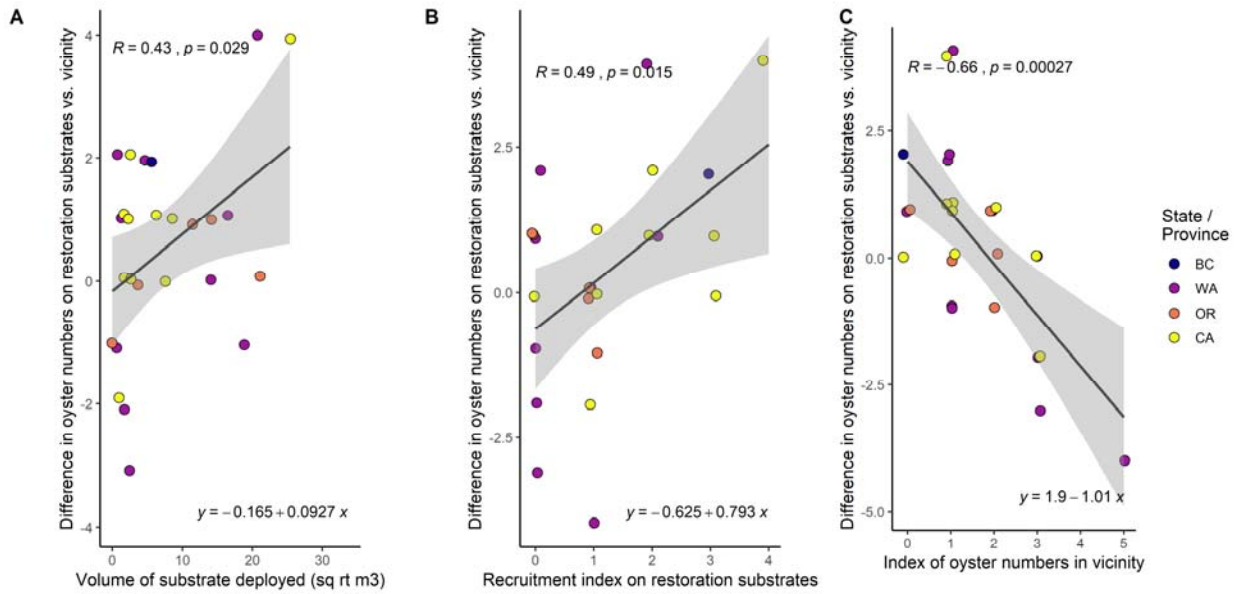 A
Difference in oyster numbers on restoration substrates vs. vicinity
4
2
0
-2
-4
R = 0.43 , p = 0.029
y = −0.165 + 0.0927 x
0
10
20
30
Volume of substrate deployed (sq rt m3)
B
Difference in oyster numbers on restoration substrates vs. vicinity
2.5
0.0
-2.5
R = 0.49 , p = 0.015
y = −0.625 + 0.793 x
0
1
2
3
4
Recruitment index on restoration substrates
C
Difference in oyster numbers on restoration substrates vs. vicinity
2.5
0.0
-2.5
-5.0
R = −0.66 , p = 0.00027
y = 1.9 − 1.01 x
0
1
2
3
4
5
Index of oyster numbers in vicinity
State /
Province
BC
WA
OR
CA